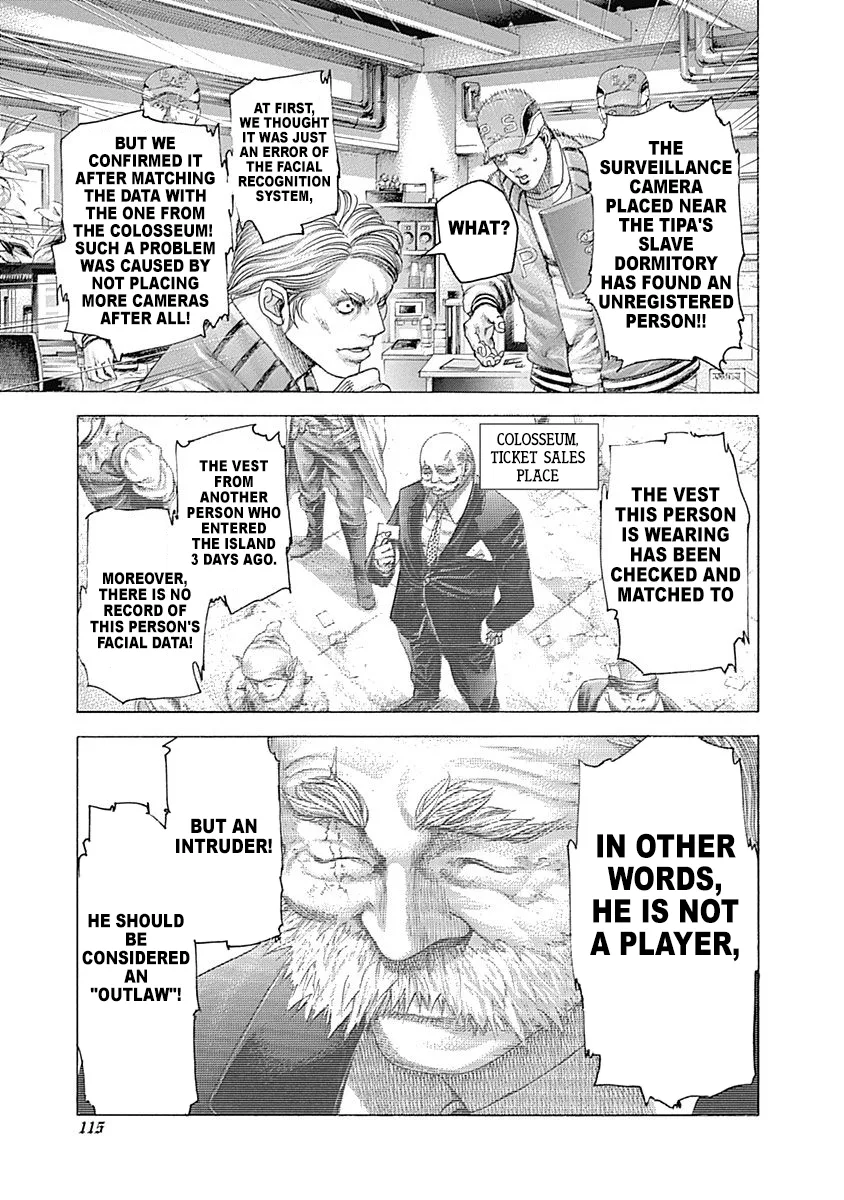 THE
SURVEILLANCE
CAMERA
PLACED NEAR
THE TIPA'S
SLAVE
DORMITORY
HAS FOUND AN
UNREGISTERED
PERSON!!
WHAT?
AT FIRST,
WE THOUGHT
IT WAS JUST
AN ERROR OF
THE FACIAL
RECOGNITION
SYSTEM,
BUT WE
CONFIRMED IT
AFTER MATCHING
THE DATA WITH
THE ONE FROM
THE COLOSSEUM!
SUCH A PROBLEM
WAS CAUSED BY
NOT PLACING
MORE CAMERAS
AFTER ALL!
COLOSSEUM,
TICKET SALES
PLACE
THE VEST
THIS PERSON
IS WEARING
HAS BEEN
CHECKED AND
MATCHED TO
THE VEST
FROM
ANOTHER
PERSON WHO
ENTERED
THE ISLAND
3 DAYS AGO.
MOREOVER,
THERE IS NO
RECORD OF
THIS PERSON'S
FACIAL DATA!
IN OTHER
WORDS,
HE IS NOT
A PLAYER,
BUT AN
INTRUDER!
HE SHOULD
BE
CONSIDERED
AN
"OUTLAW"!
115